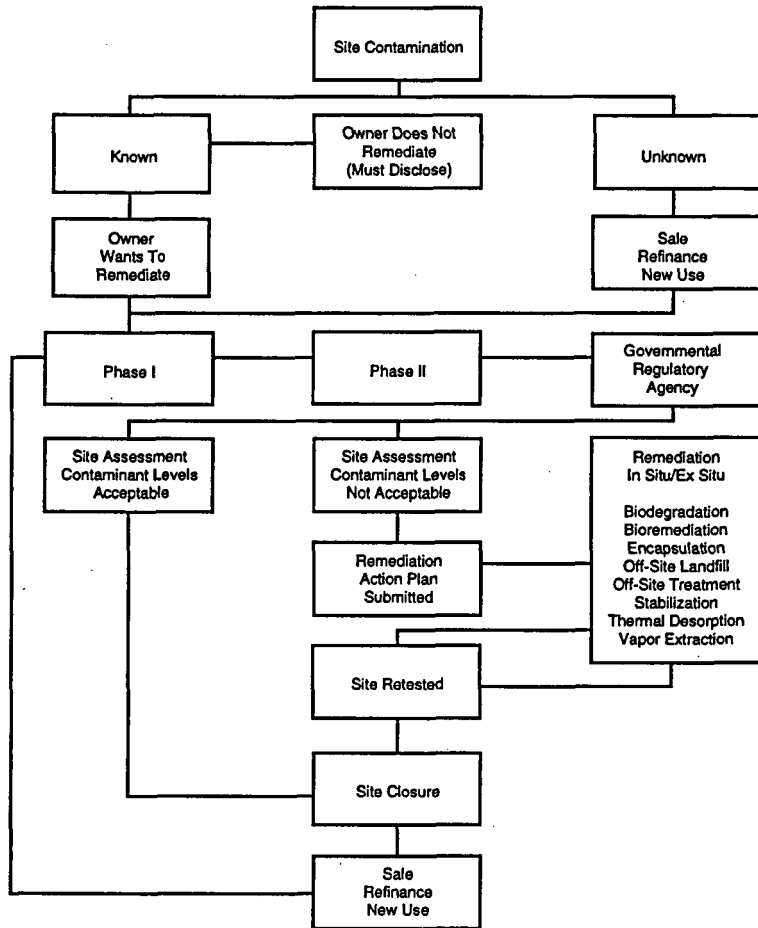 Site Contamination
Known
Owner Does Not
Remediate
(Must Disclose)
Unknown
Owner
Wants To
Remediate
Sale
Refinance
New Use
Phase I
Phase II
Governmental
Regulatory
Agency
Site Assessment
Contaminant Levels
Acceptable
Site Assessment
Contaminant Levels
Not Acceptable
Remediation
In Situ/Ex Situ
Biodegradation
Bioremediation
Encapsulation
Off-Site Landfill
Off-Site Treatment
Stabilization
Thermal Desorption
Vapor Extraction
Remediation
Action Plan
Submitted
Site Retested
Site Closure
Sale
Refinance
New Use